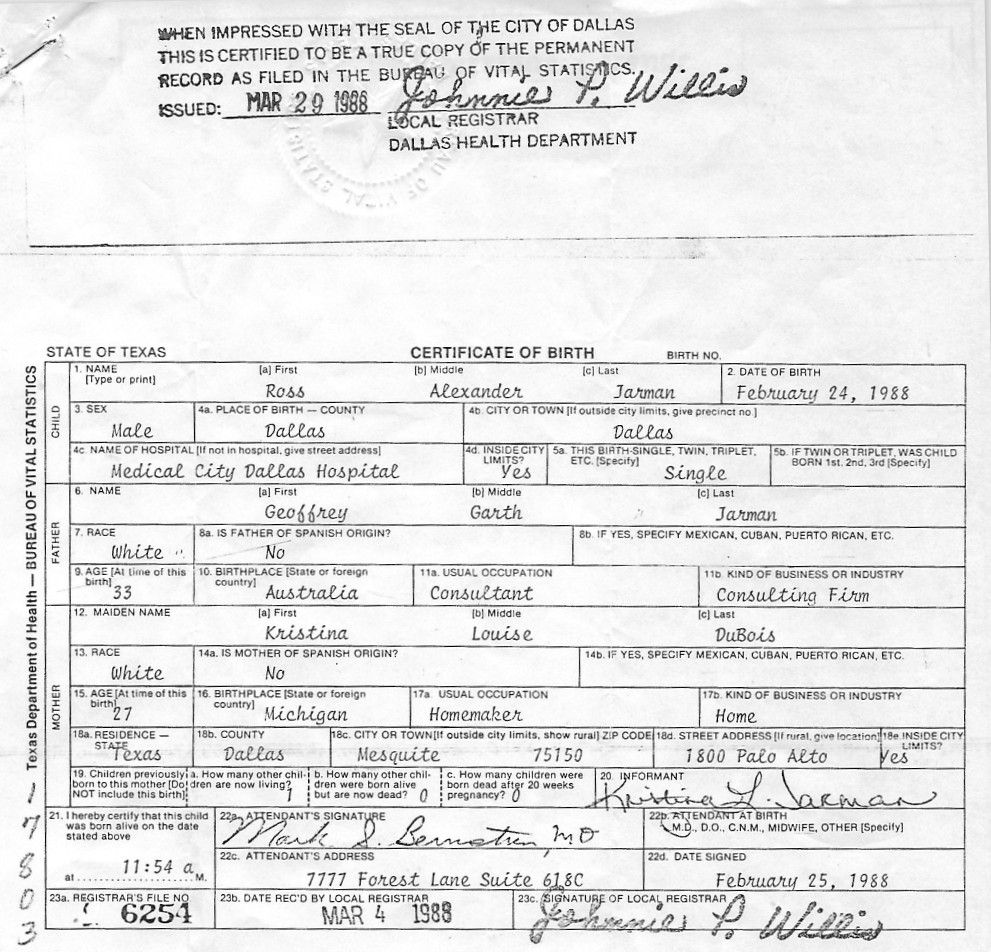 WHEN IMPRESSED WITH THE SEAL OF THE CITY OF DALLAS
THIS IS CERTIFIED TO BE A TRUE COPY OF THE PERMANENT
RECORD AS FILED IN THE BUREAU OF VITAL STATISTICS.
ISSUED: MAR 29 1988 Johnnie P. Willis
LOCAL REGISTRAR
DALLAS HEALTH DEPARTMENT
STATE OF TEXAS CERTIFICATE OF BIRTH BIRTH NO.
Texas Department of Health — BUREAU OF VITAL STATISTICS
17803
CHILD
1. NAME [a] First [b] Middle [c] Last 2. DATE OF BIRTH
[Type or print] Ross Alexander Jarman February 24, 1988
3. SEX 4a. PLACE OF BIRTH — COUNTY 4b. CITY OR TOWN [If outside city limits, give precinct no.]
Male Dallas Dallas
4c. NAME OF HOSPITAL [If not in hospital, give street address] 4d. INSIDE CITY 5a. THIS BIRTH-SINGLE, TWIN, TRIPLET, 5b. IF TWIN OR TRIPLET, WAS CHILD
LIMITS? ETC. [Specify] BORN 1st, 2nd, 3rd [Specify]
Medical City Dallas Hospital Yes Single
FATHER
6. NAME [a] First [b] Middle [c] Last
Geoffrey Garth Jarman
7. RACE 8a. IS FATHER OF SPANISH ORIGIN? 8b. IF YES, SPECIFY MEXICAN, CUBAN, PUERTO RICAN, ETC.
White No
9. AGE [At time of this 10. BIRTHPLACE [State or foreign 11a. USUAL OCCUPATION 11b. KIND OF BUSINESS OR INDUSTRY
birth] 33 country] Australia Consultant Consulting Firm
MOTHER
12. MAIDEN NAME [a] First [b] Middle [c] Last
Kristina Louise DuBois
13. RACE 14a. IS MOTHER OF SPANISH ORIGIN? 14b. IF YES, SPECIFY MEXICAN, CUBAN, PUERTO RICAN, ETC.
White No
15. AGE [At time of this 16. BIRTHPLACE [State or foreign 17a. USUAL OCCUPATION 17b. KIND OF BUSINESS OR INDUSTRY
birth] 27 country] Michigan Homemaker Home
18a. RESIDENCE — 18b. COUNTY 18c. CITY OR TOWN [If outside city limits, show rural] ZIP CODE 18d. STREET ADDRESS [If rural, give location] 18e INSIDE CITY
STATE LIMITS?
Texas Dallas Mesquite 75150 1800 Palo Alto Yes
19. Children previously a. How many other chil- b. How many other chil- c. How many children were 20. INFORMANT
born to this mother [Do dren are now living? dren were born alive born dead after 20 weeks Kristina L. Jarman
NOT include this birth] 1 but are now dead? 0 pregnancy? 0
21. I hereby certify that this child 22a. ATTENDANT'S SIGNATURE 22b. ATTENDANT AT BIRTH
was born alive on the date Mark S. Bernstein, MD M.D., D.O., C.N.M., MIDWIFE, OTHER [Specify]
stated above
22c. ATTENDANT'S ADDRESS 22d. DATE SIGNED
at 11:54 a M. 7777 Forest Lane Suite 618C February 25, 1988
23a. REGISTRAR'S FILE NO. 23b. DATE REC'D BY LOCAL REGISTRAR 23c. SIGNATURE OF LOCAL REGISTRAR
6254 MAR 4 1988 Johnnie P. Willis